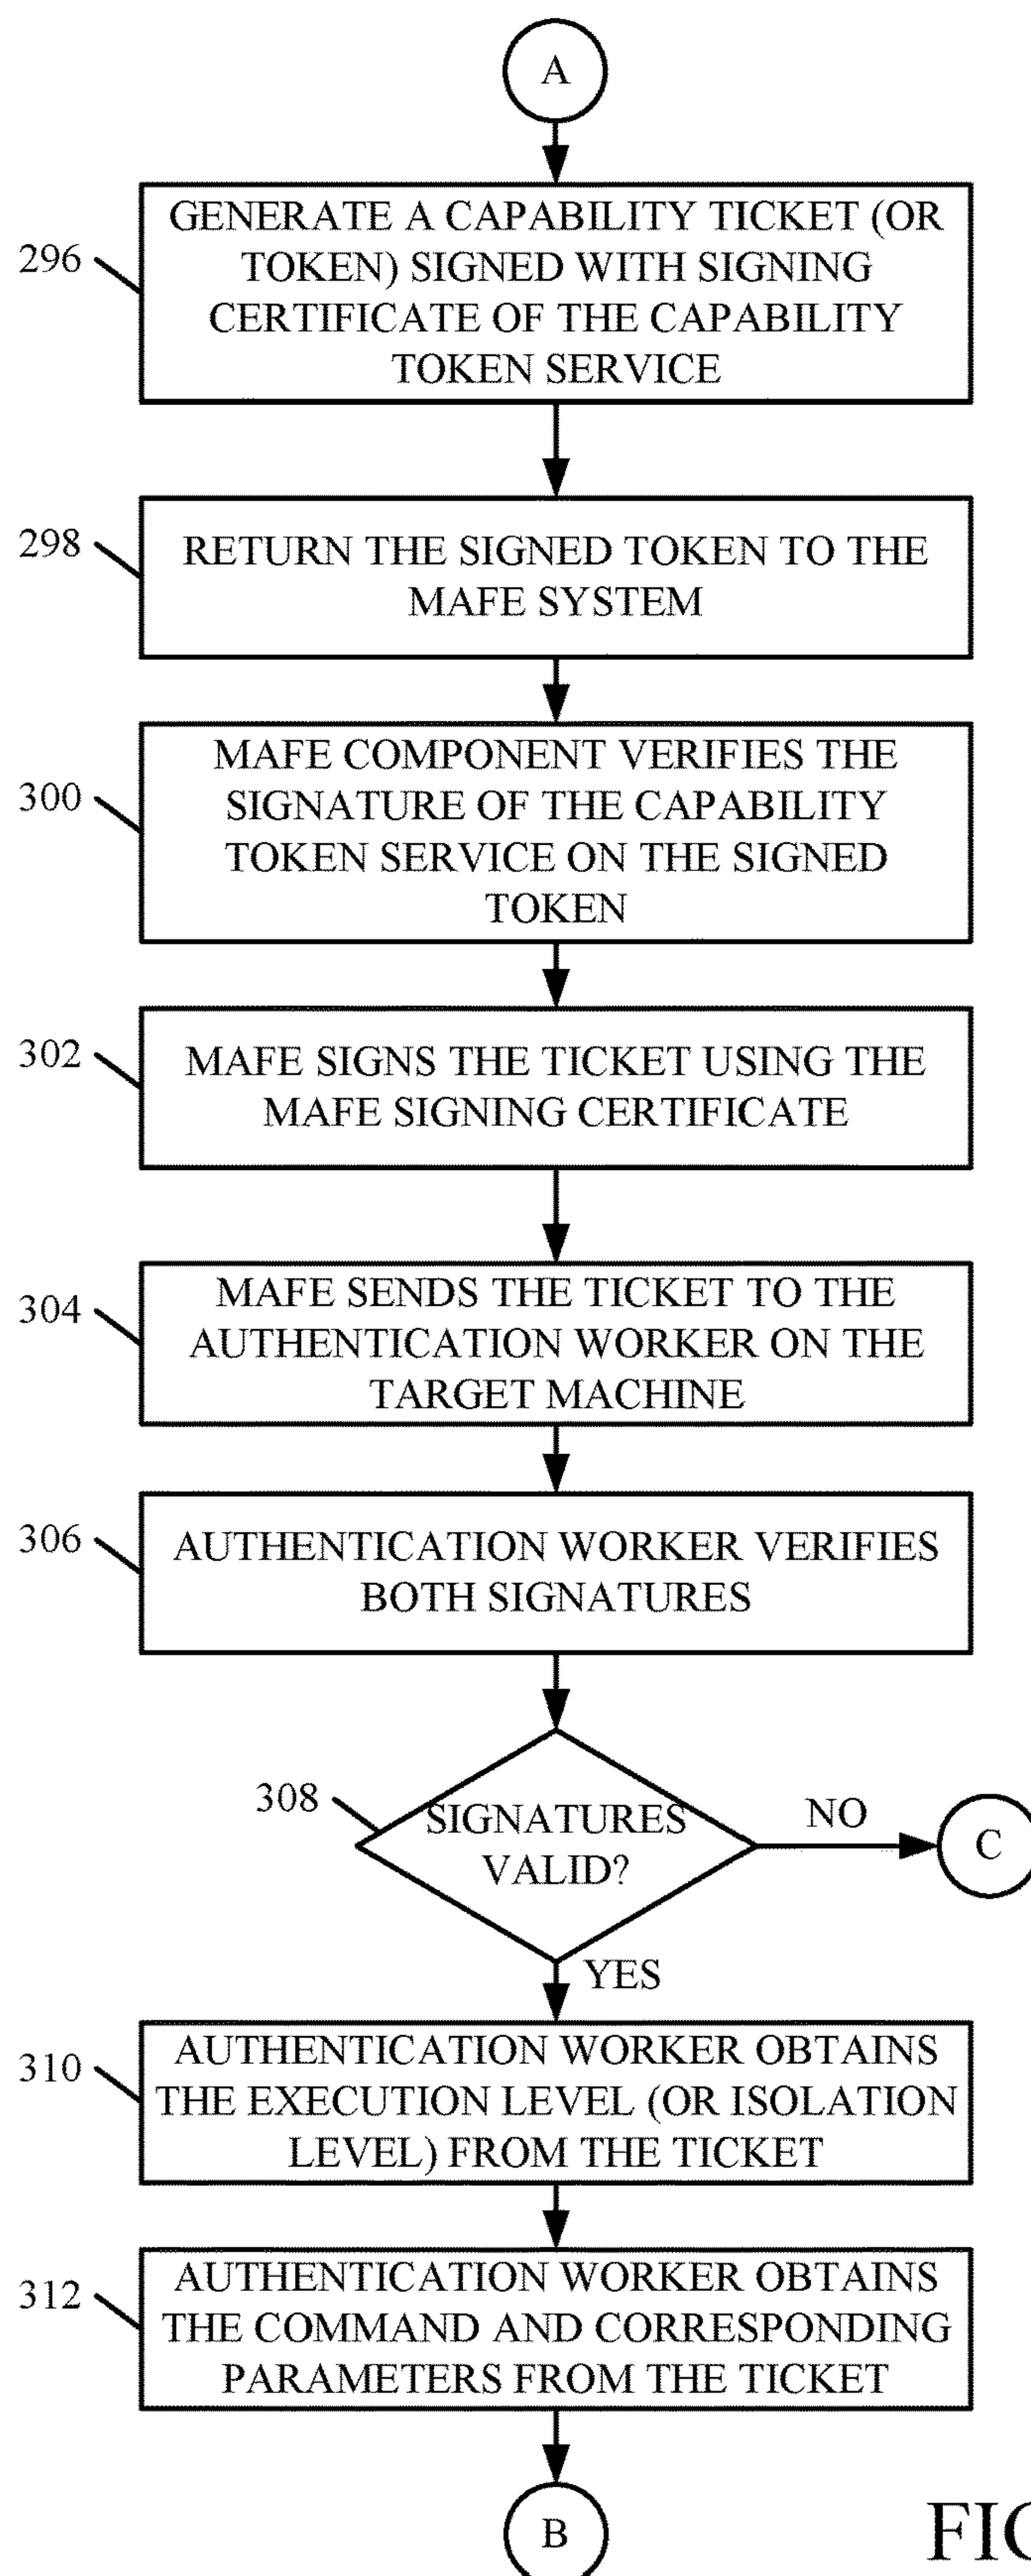 A
GENERATE A CAPABILITY TICKET (OR
TOKEN) SIGNED WITH SIGNING
CERTIFICATE OF THE CAPABILITY
TOKEN SERVICE
296
RETURN THE SIGNED TOKEN TO THE
MAFE SYSTEM
298
MAFE COMPONENT VERIFIES THE
SIGNATURE OF THE CAPABILITY
TOKEN SERVICE ON THE SIGNED
TOKEN
300
MAFE SIGNS THE TICKET USING THE
MAFE SIGNING CERTIFICATE
302
MAFE SENDS THE TICKET TO THE
AUTHENTICATION WORKER ON THE
TARGET MACHINE
304
AUTHENTICATION WORKER VERIFIES
BOTH SIGNATURES
306
308
SIGNATURES
VALID?
NO
C
YES
AUTHENTICATION WORKER OBTAINS
THE EXECUTION LEVEL (OR ISOLATION
LEVEL) FROM THE TICKET
310
AUTHENTICATION WORKER OBTAINS
THE COMMAND AND CORRESPONDING
PARAMETERS FROM THE TICKET
312
B